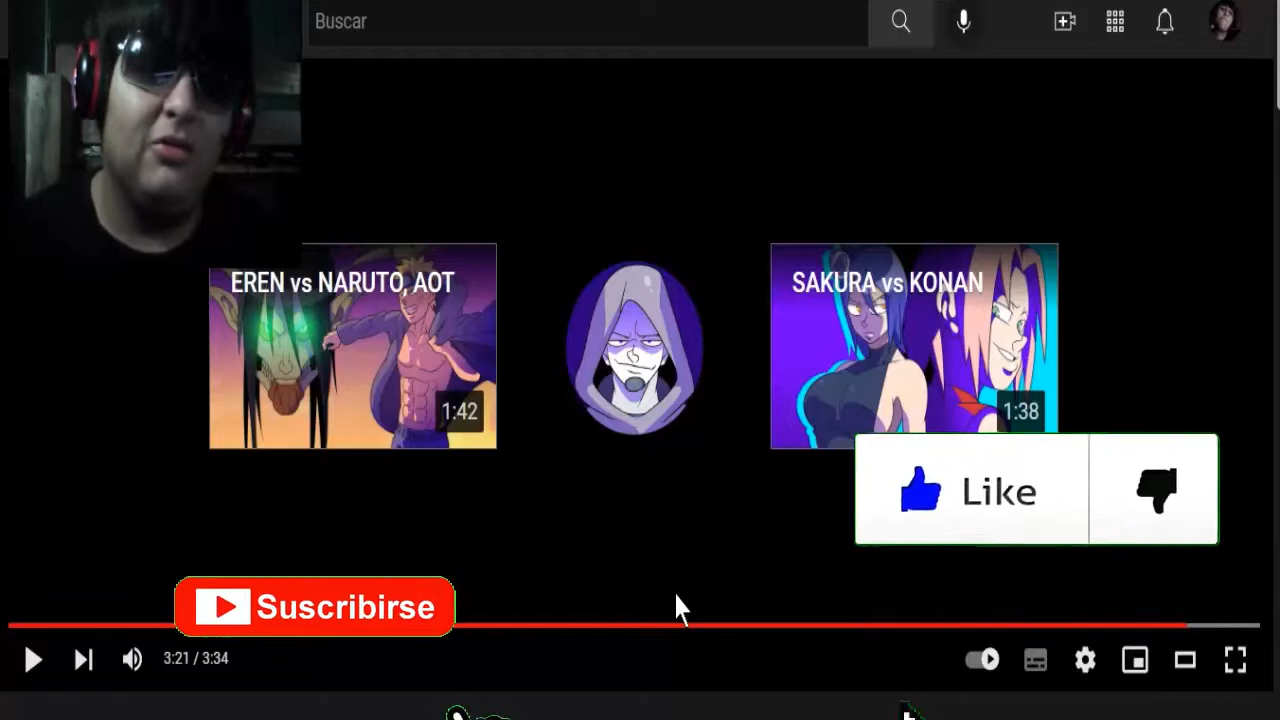 Buscar
EREN vs NARUTO, AOT
SAKURA vs KONAN
1:42
1:38
Like
Suscribirse
3:21 / 3:34